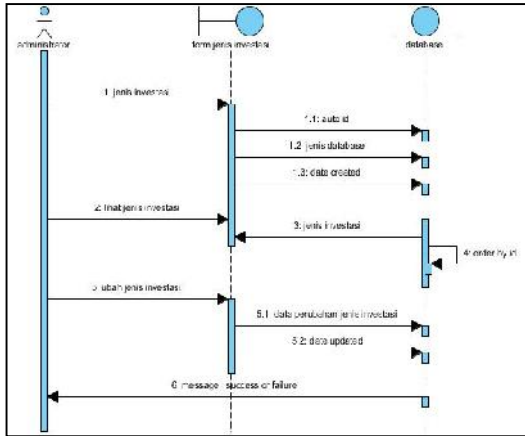 administrator
form jenis investasi
database
1: jenis investasi
1.1: auto id
1.2: jenis database
1.3: date created
2: lihat jenis investasi
3: jenis investasi
4: order by id
5: ubah jenis investasi
5.1: data perubahan jenis investasi
5.2: date updated
6: message : success or failure